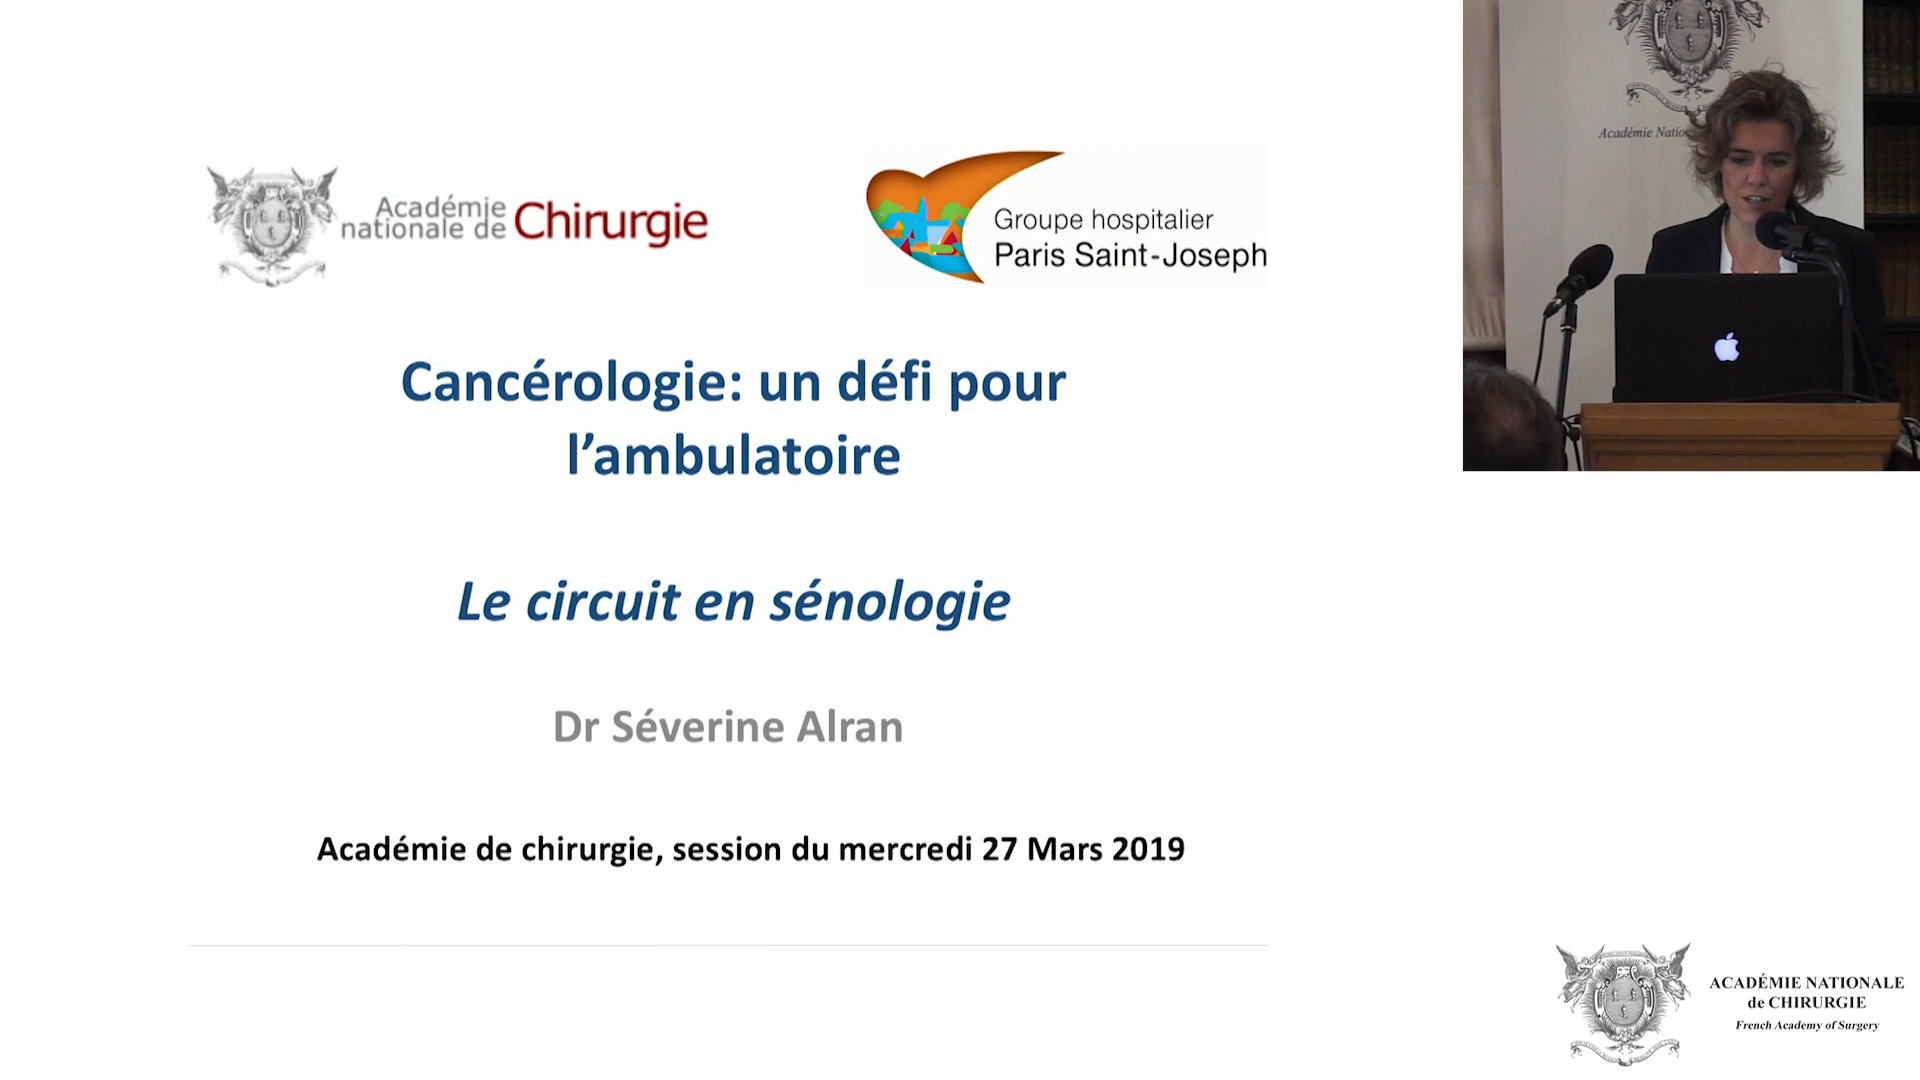 Académie
nationale de Chirurgie
Groupe hospitalier
Paris Saint-Joseph
Cancérologie: un défi pour
l’ambulatoire
Le circuit en sénologie
Dr Séverine Alran
Académie de chirurgie, session du mercredi 27 Mars 2019
Académie Natio
ACADÉMIE NATIONALE
de CHIRURGIE
French Academy of Surgery